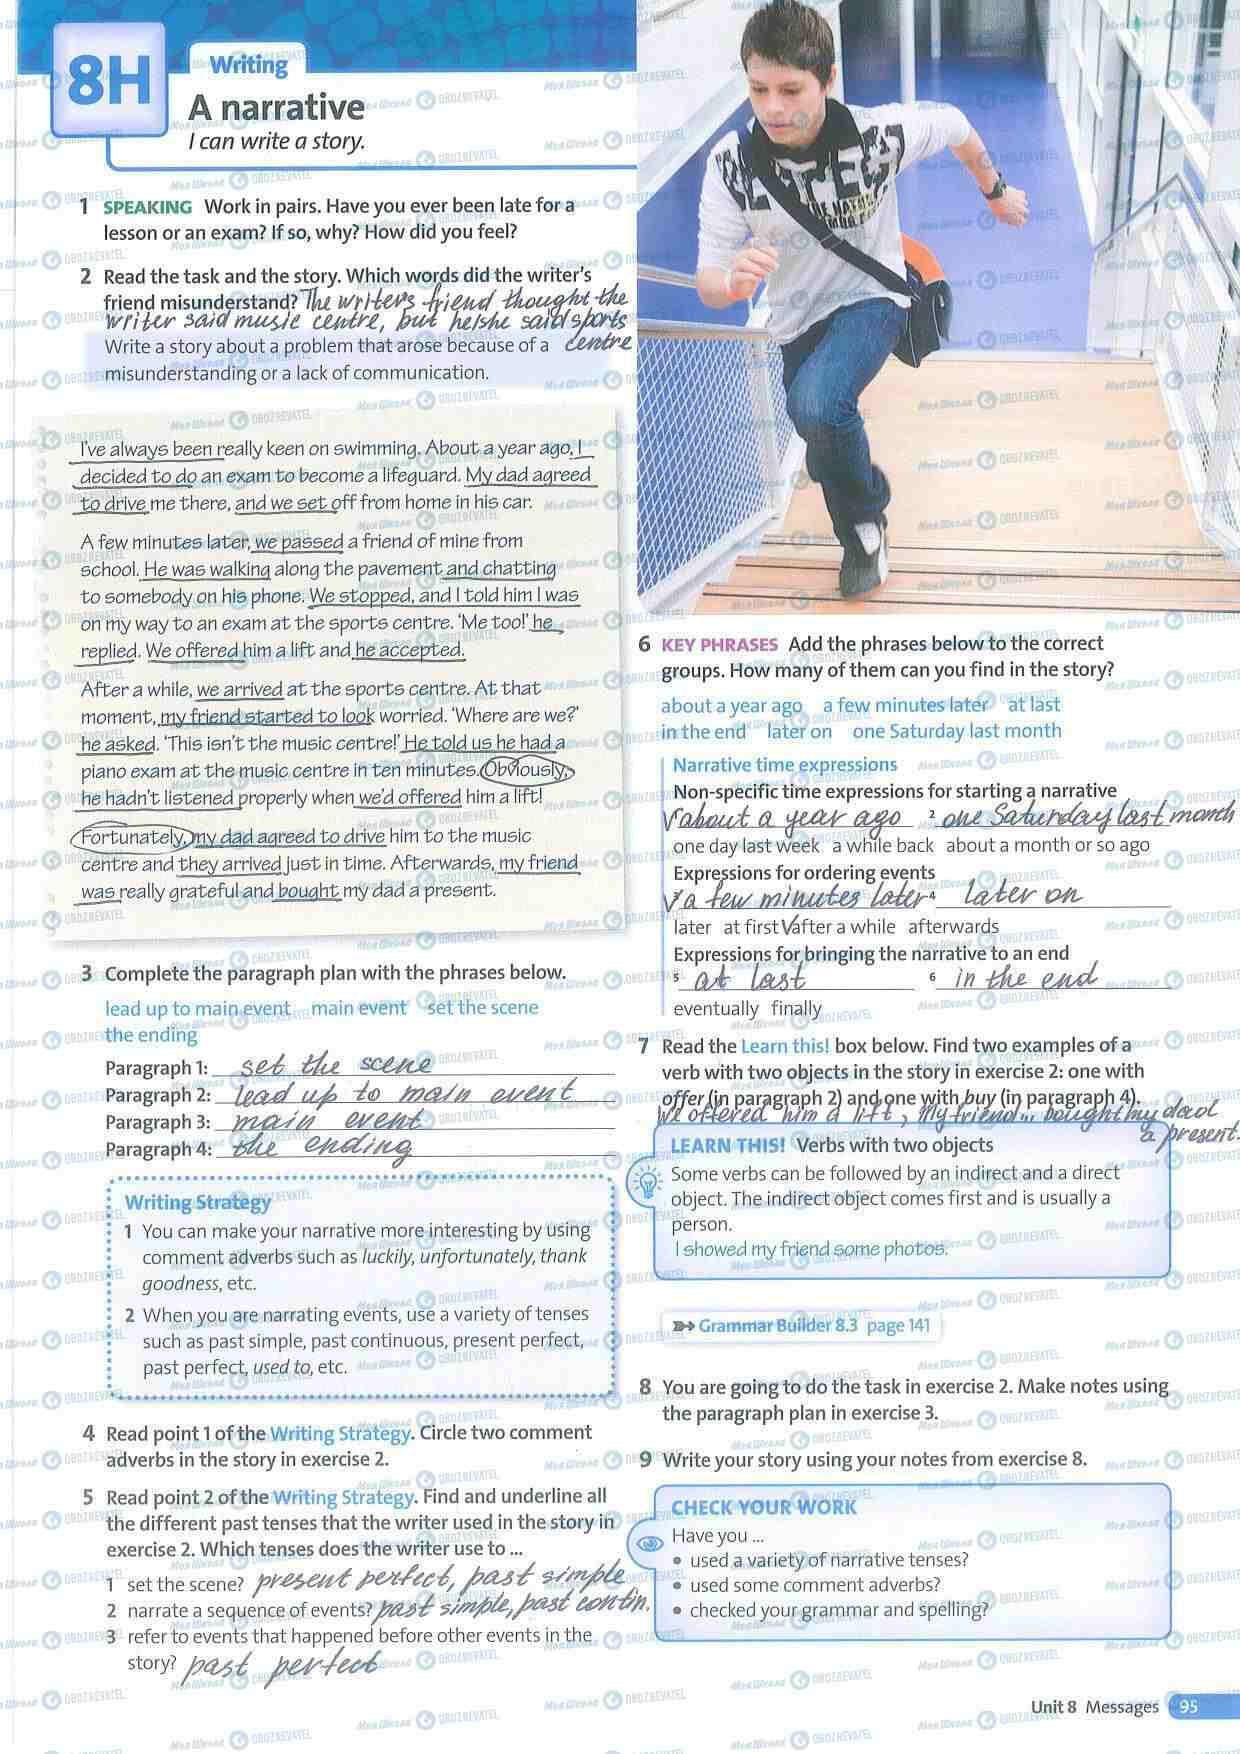 8H
Writing
A narrative
I can write a story.
1 SPEAKING Work in pairs. Have you ever been late for a
lesson or an exam? If so, why? How did you feel?
2 Read the task and the story. Which words did the writer's
friend misunderstand? The writer's friend thought the
writer said music centre, but he/she said sports
centre
Write a story about a problem that arose because of a
misunderstanding or a lack of communication.
I've always been really keen on swimming. About a year ago, I
decided to do an exam to become a lifeguard. My dad agreed
to drive me there, and we set off from home in his car.
A few minutes later, we passed a friend of mine from
school. He was walking along the pavement and chatting
to somebody on his phone. We stopped, and I told him I was
on my way to an exam at the sports centre. 'Me too!' he
replied. We offered him a lift and he accepted.
After a while, we arrived at the sports centre. At that
moment, my friend started to look worried. 'Where are we?'
he asked. 'This isn't the music centre!' He told us he had a
piano exam at the music centre in ten minutes. Obviously,
he hadn't listened properly when we'd offered him a lift!
Fortunately, my dad agreed to drive him to the music
centre and they arrived just in time. Afterwards, my friend
was really grateful and bought my dad a present.
3 Complete the paragraph plan with the phrases below.
lead up to main event main event set the scene
the ending
Paragraph 1: set the scene
Paragraph 2: lead up to main event
Paragraph 3: main event
Paragraph 4: the ending
Writing Strategy
1 You can make your narrative more interesting by using
comment adverbs such as luckily, unfortunately, thank
goodness, etc.
2 When you are narrating events, use a variety of tenses
such as past simple, past continuous, present perfect,
past perfect, used to, etc.
4 Read point 1 of the Writing Strategy. Circle two comment
adverbs in the story in exercise 2.
5 Read point 2 of the Writing Strategy. Find and underline all
the different past tenses that the writer used in the story in
exercise 2. Which tenses does the writer use to ...
1 set the scene? present perfect, past simple
2 narrate a sequence of events? past simple, past contin.
3 refer to events that happened before other events in the
story? past perfect
6 KEY PHRASES Add the phrases below to the correct
groups. How many of them can you find in the story?
about a year ago a few minutes later at last
in the end later on one Saturday last month
Narrative time expressions
Non-specific time expressions for starting a narrative
√ about a year ago 2 one Saturday last month
one day last week a while back about a month or so ago
Expressions for ordering events
√ a few minutes later 4 later on
later at first √ after a while afterwards
Expressions for bringing the narrative to an end
5 at last 6 in the end
eventually finally
7 Read the Learn this! box below. Find two examples of a
verb with two objects in the story in exercise 2: one with
offer (in paragraph 2) and one with buy (in paragraph 4).
We offered him a lift, My friend... bought my dad
a present.
LEARN THIS! Verbs with two objects
Some verbs can be followed by an indirect and a direct
object. The indirect object comes first and is usually a
person.
I showed my friend some photos.
Grammar Builder 8.3 page 141
8 You are going to do the task in exercise 2. Make notes using
the paragraph plan in exercise 3.
9 Write your story using your notes from exercise 8.
CHECK YOUR WORK
Have you ...
• used a variety of narrative tenses?
• used some comment adverbs?
• checked your grammar and spelling?
Unit 8 Messages 95